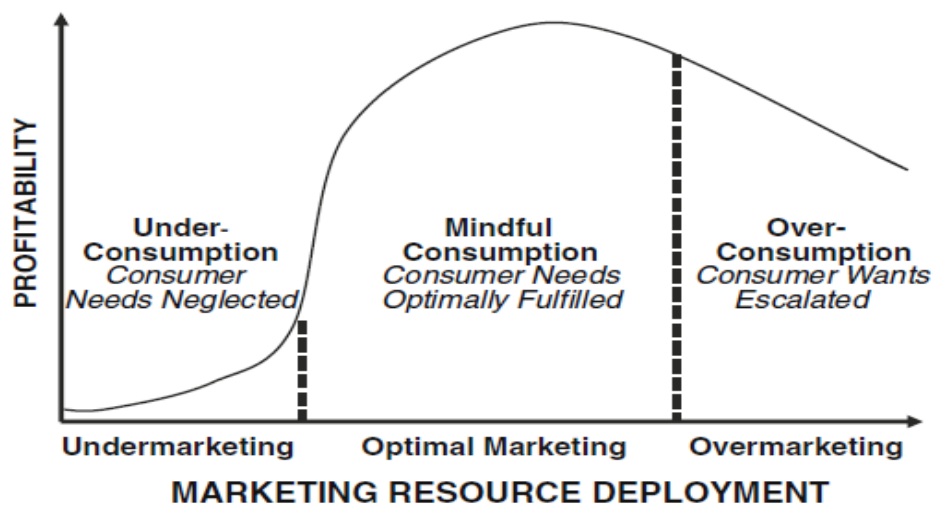 PROFITABILITY
Under-
Consumption
Consumer
Needs Neglected
Mindful
Consumption
Consumer Needs
Optimally Fulfilled
Over-
Consumption
Consumer Wants
Escalated
Undermarketing
Optimal Marketing
Overmarketing
MARKETING RESOURCE DEPLOYMENT